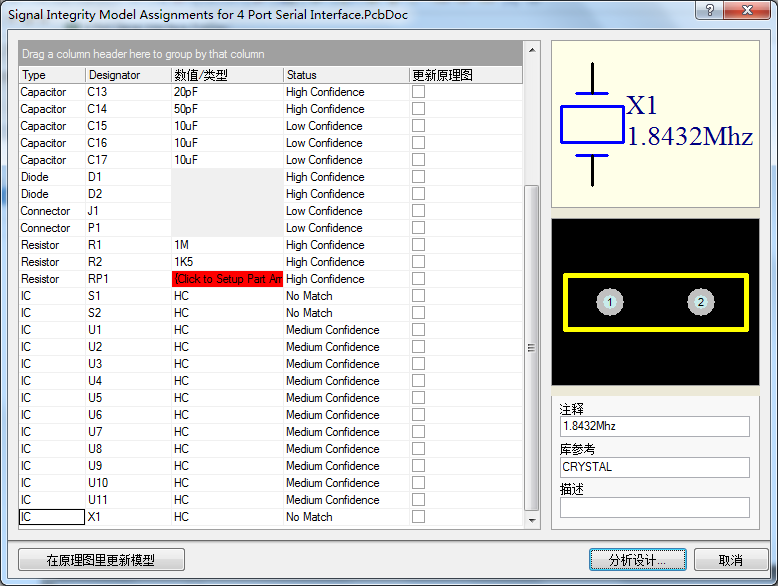 Signal Integrity Model Assignments for 4 Port Serial Interface.PcbDoc
Drag a column header here to group by that column
Type Designator 数值/类型 Status 更新原理图
Capacitor C13 20pF High Confidence
Capacitor C14 50pF High Confidence
Capacitor C15 10uF Low Confidence
Capacitor C16 10uF Low Confidence
Capacitor C17 10uF Low Confidence
Diode D1 High Confidence
Diode D2 High Confidence
Connector J1 Low Confidence
Connector P1 Low Confidence
Resistor R1 1M High Confidence
Resistor R2 1K5 High Confidence
Resistor RP1 (Click to Setup Part Arr High Confidence
IC S1 HC No Match
IC S2 HC No Match
IC U1 HC Medium Confidence
IC U2 HC Medium Confidence
IC U3 HC Medium Confidence
IC U4 HC Medium Confidence
IC U5 HC Medium Confidence
IC U6 HC Medium Confidence
IC U7 HC Medium Confidence
IC U8 HC Medium Confidence
IC U9 HC Medium Confidence
IC U10 HC Medium Confidence
IC U11 HC Medium Confidence
IC X1 HC No Match
X1
1.8432Mhz
1 2
注释
1.8432Mhz
库参考
CRYSTAL
描述
在原理图里更新模型 分析设计... 取消